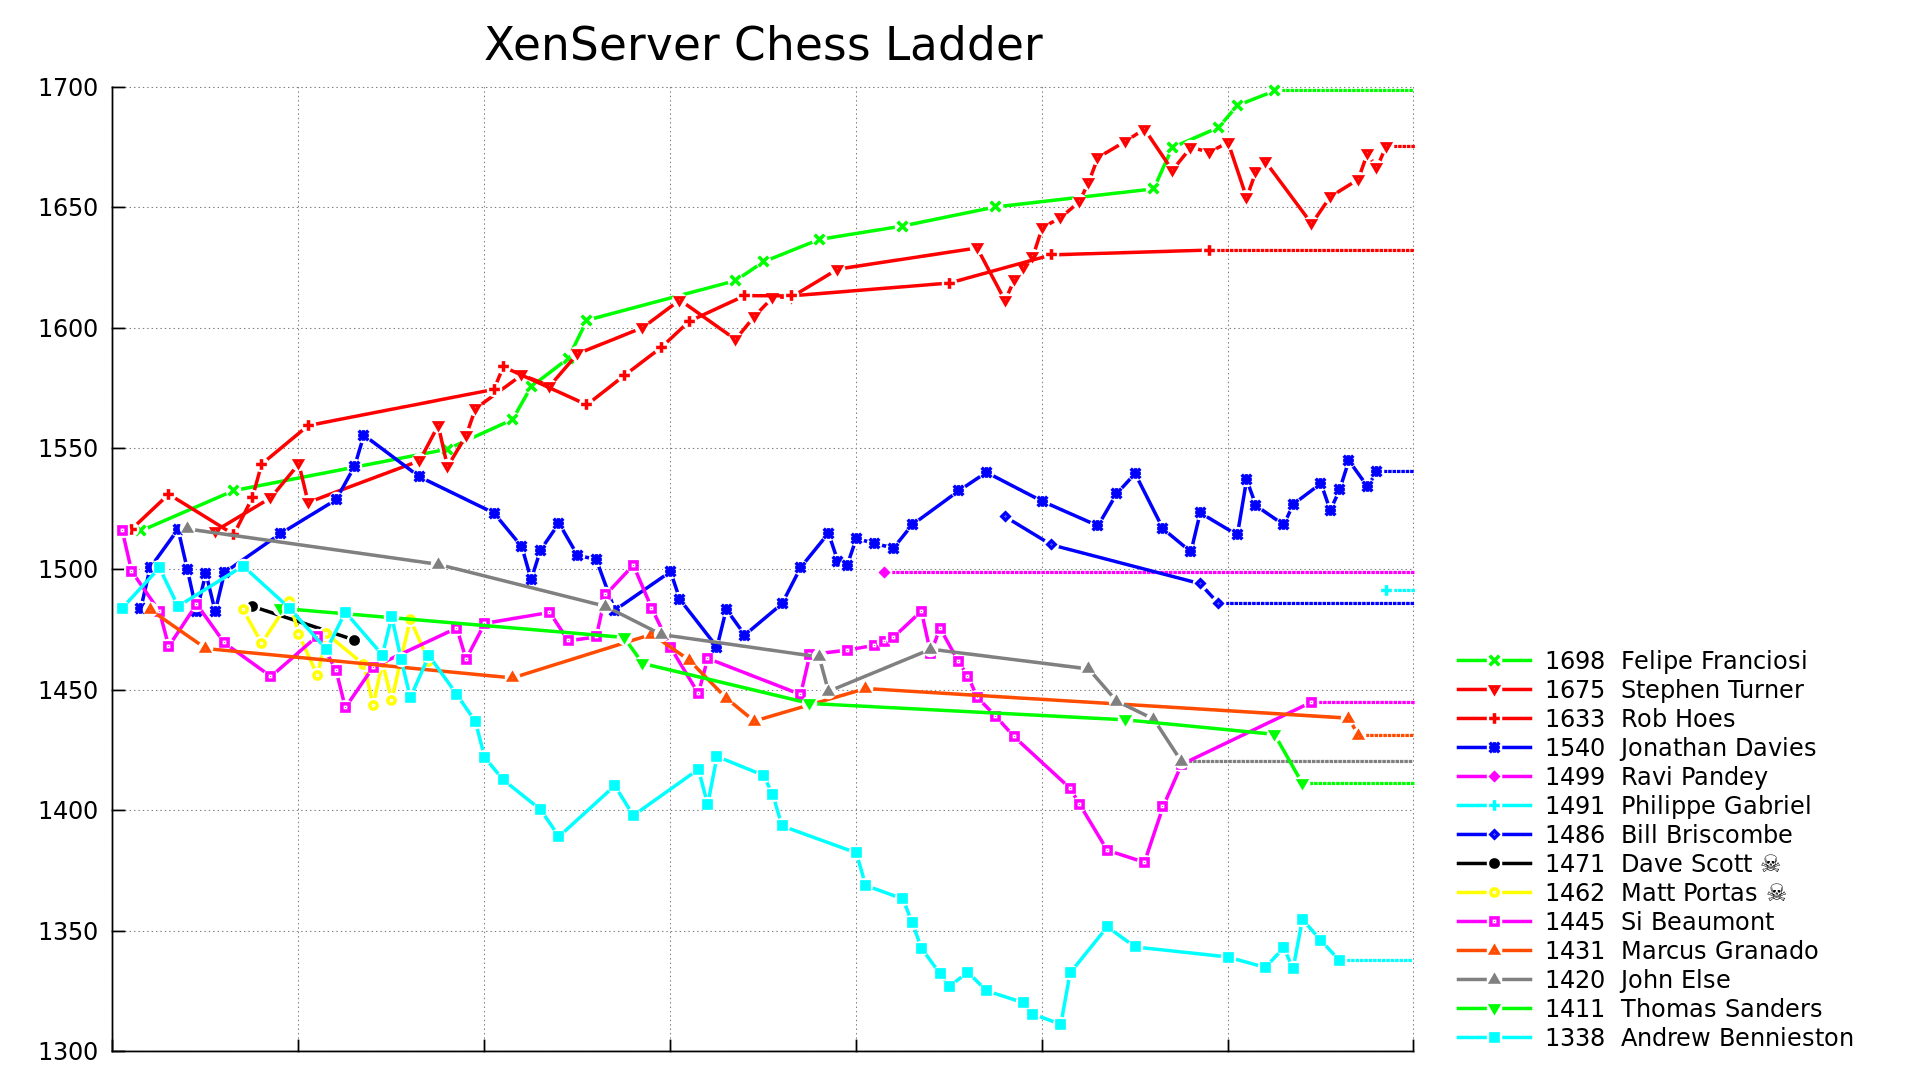 XenServer Chess Ladder
1700
1650
1600
1550
1500
1450
1400
1350
1300
1698 Felipe Franciosi
1675 Stephen Turner
1633 Rob Hoes
1540 Jonathan Davies
1499 Ravi Pandey
1491 Philippe Gabriel
1486 Bill Briscombe
1471 Dave Scott ☠
1462 Matt Portas ☠
1445 Si Beaumont
1431 Marcus Granado
1420 John Else
1411 Thomas Sanders
1338 Andrew Bennieston